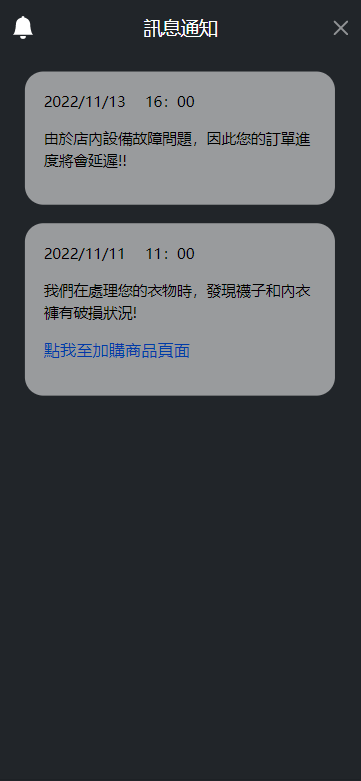 訊息通知
2022/11/13 16：00
由於店內設備故障問題，因此您的訂單進
度將會延遲!!
2022/11/11 11：00
我們在處理您的衣物時，發現襪子和內衣
褲有破損狀況!
點我至加購商品頁面